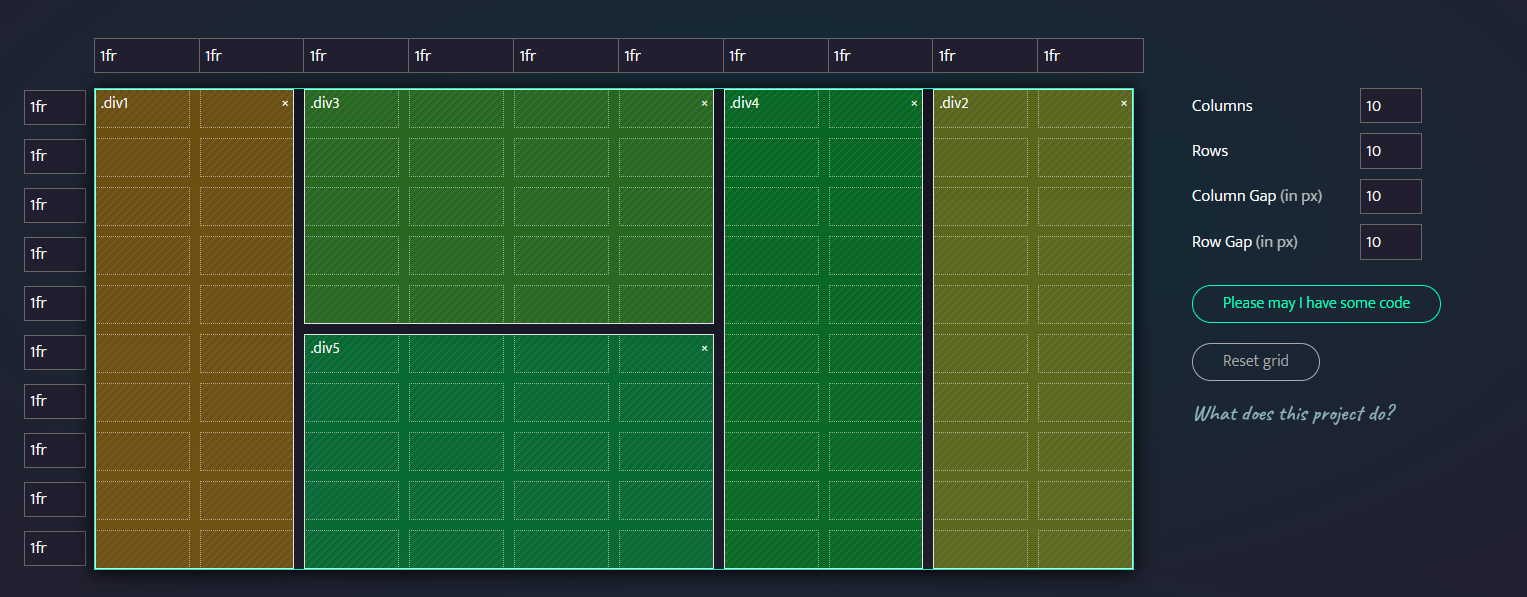 1fr 1fr 1fr 1fr 1fr 1fr 1fr 1fr 1fr 1fr
1fr
1fr
1fr
1fr
1fr
1fr
1fr
1fr
1fr
1fr
.div1 × .div3 × .div4 × .div2 ×
.div5 ×
Columns 10
Rows 10
Column Gap (in px) 10
Row Gap (in px) 10
Please may I have some code
Reset grid
What does this project do?